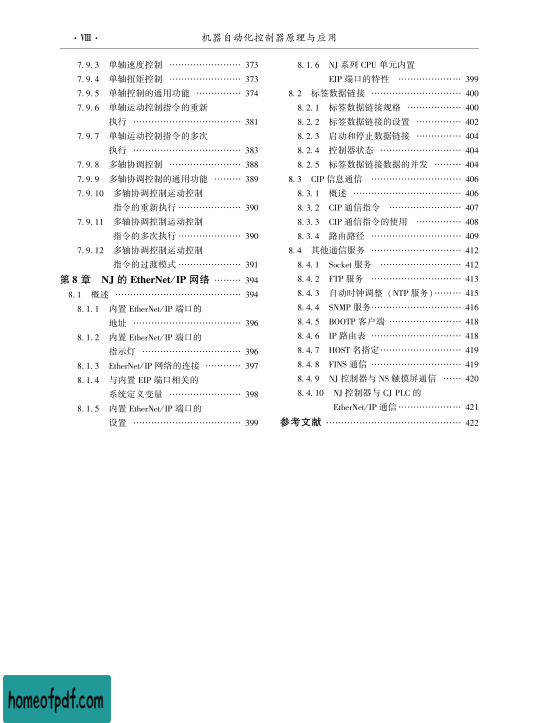 · Ⅷ · 机器自动化控制器原理与应用
7. 9. 3 单轴速度控制 …………………… 373
7. 9. 4 单轴扭矩控制 …………………… 373
7. 9. 5 单轴控制的通用功能 …………… 374
7. 9. 6 单轴运动控制指令的重新
执行 ……………………………… 381
7. 9. 7 单轴运动控制指令的多次
执行 ……………………………… 383
7. 9. 8 多轴协调控制 …………………… 388
7. 9. 9 多轴协调控制的通用功能 ……… 389
7. 9. 10 多轴协调控制运动控制
指令的重新执行 ………………… 390
7. 9. 11 多轴协调控制运动控制
指令的多次执行 ………………… 390
7. 9. 12 多轴协调控制运动控制
指令的过渡模式 ………………… 391
第 8 章 NJ 的 EtherNet/IP 网络 ……… 394
8. 1 概述 …………………………………… 394
8. 1. 1 内置 EtherNet/IP 端口的
地址 ……………………………… 396
8. 1. 2 内置 EtherNet/IP 端口的
指示灯 …………………………… 396
8. 1. 3 EtherNet/IP 网络的连接 ………… 397
8. 1. 4 与内置 EIP 端口相关的
系统定义变量 …………………… 398
8. 1. 5 内置 EtherNet/IP 端口的
设置 ……………………………… 399
8. 1. 6 NJ 系列 CPU 单元内置
EIP 端口的特性 ………………… 399
8. 2 标签数据链接 ………………………… 400
8. 2. 1 标签数据链接规格 ……………… 400
8. 2. 2 标签数据链接的设置 …………… 402
8. 2. 3 启动和停止数据链接 …………… 404
8. 2. 4 控制器状态 ……………………… 404
8. 2. 5 标签数据链接数据的并发 ……… 404
8. 3 CIP 信息通信 ………………………… 406
8. 3. 1 概述 ……………………………… 406
8. 3. 2 CIP 通信指令 …………………… 407
8. 3. 3 CIP 通信指令的使用 …………… 408
8. 3. 4 路由路径 ………………………… 409
8. 4 其他通信服务 ………………………… 412
8. 4. 1 Socket 服务 ……………………… 412
8. 4. 2 FTP 服务 ………………………… 413
8. 4. 3 自动时钟调整 (NTP 服务) ……… 415
8. 4. 4 SNMP 服务 ……………………… 416
8. 4. 5 BOOTP 客户端 …………………… 418
8. 4. 6 IP 路由表 ………………………… 418
8. 4. 7 HOST 名指定 …………………… 419
8. 4. 8 FINS 通信 ………………………… 419
8. 4. 9 NJ 控制器与 NS 触摸屏通信 …… 420
8. 4. 10 NJ 控制器与 CJ PLC 的
EtherNet/IP 通信 ………………… 421
参考文献 ……………………………………… 422
homeofpdf.com